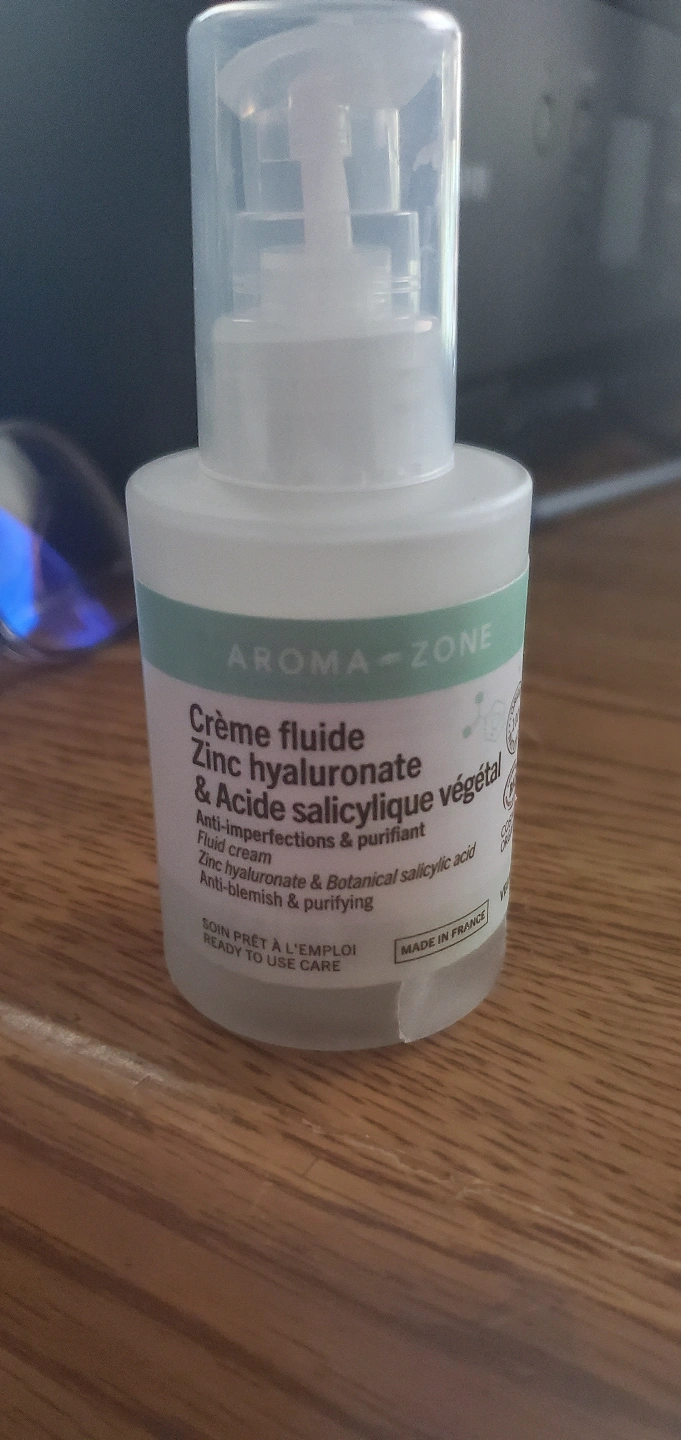 AROMA-ZONE
Crème fluide
Zinc hyaluronate
& Acide salicylique végétal
Anti-imperfections & purifiant
Fluid cream
Zinc hyaluronate & Botanical salicylic acid
Anti-blemish & purifying
SOIN PRÊT À L'EMPLOI
READY TO USE CARE
MADE IN FRANCE